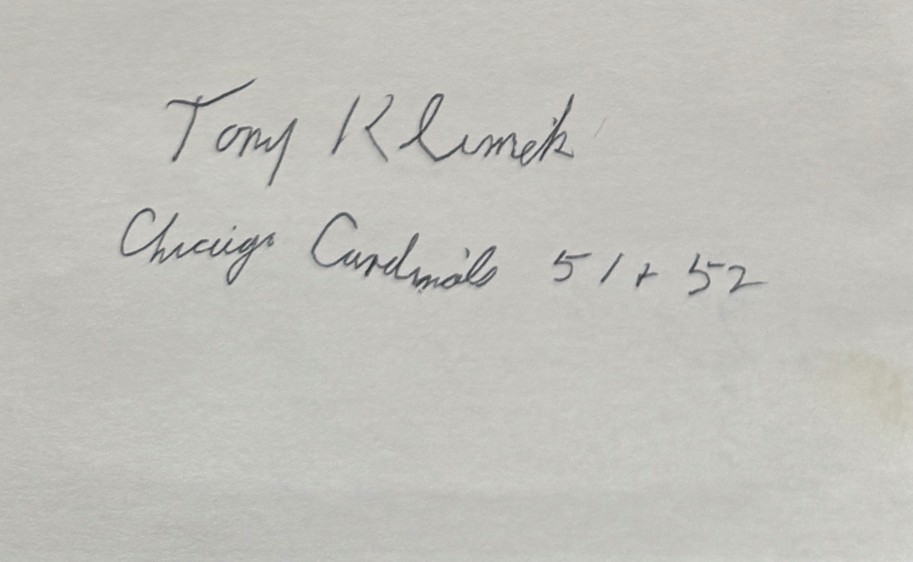 Tony Klimek
Chicago Cardinals 51 + 52